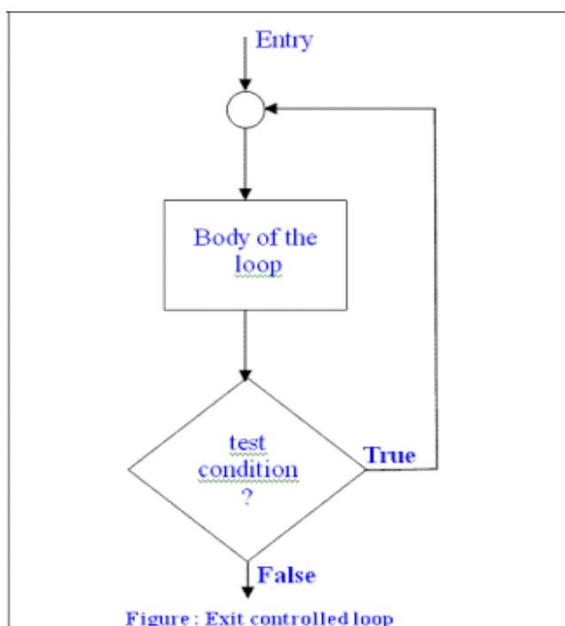 Entry
Body of the
loop
test
condition
?
True
False
Figure : Exit controlled loop